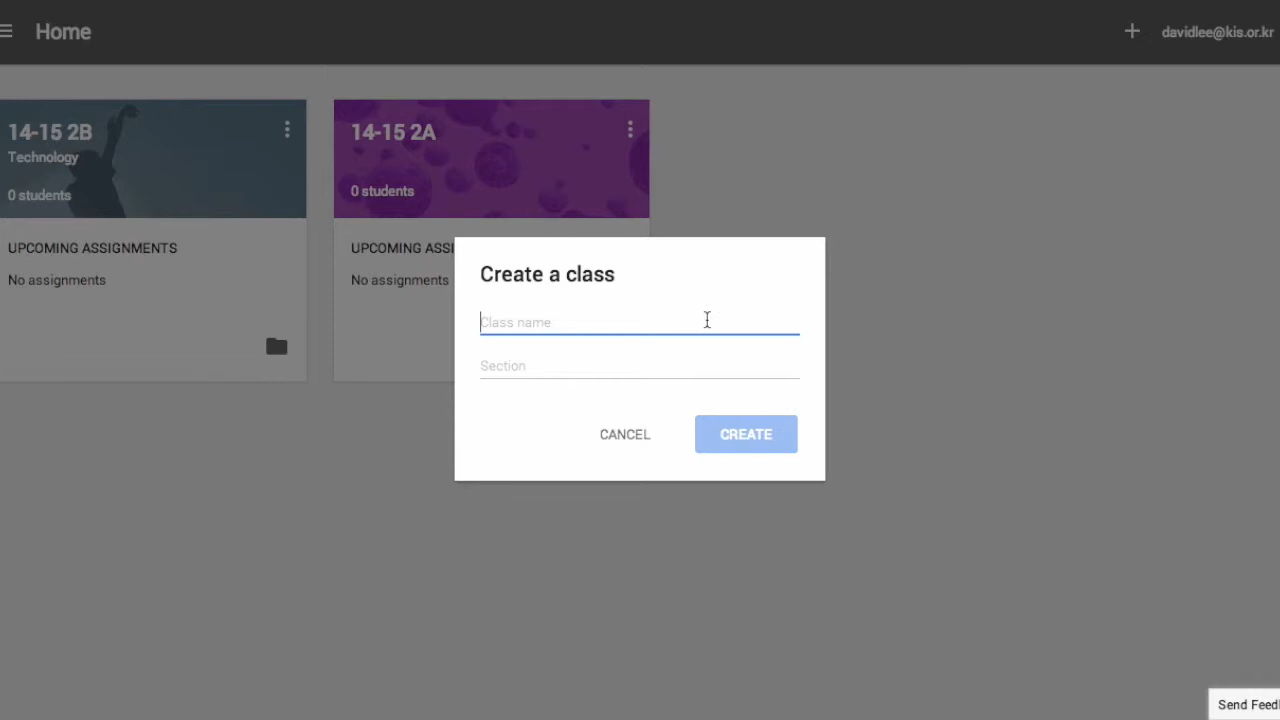 Home
davidlee@kis.or.kr
14-15 2B
Technology
0 students
UPCOMING ASSIGNMENTS
No assignments
14-15 2A
0 students
UPCOMING ASSI
No assignments
Create a class
Class name
Section
CANCEL
CREATE
Send Feed